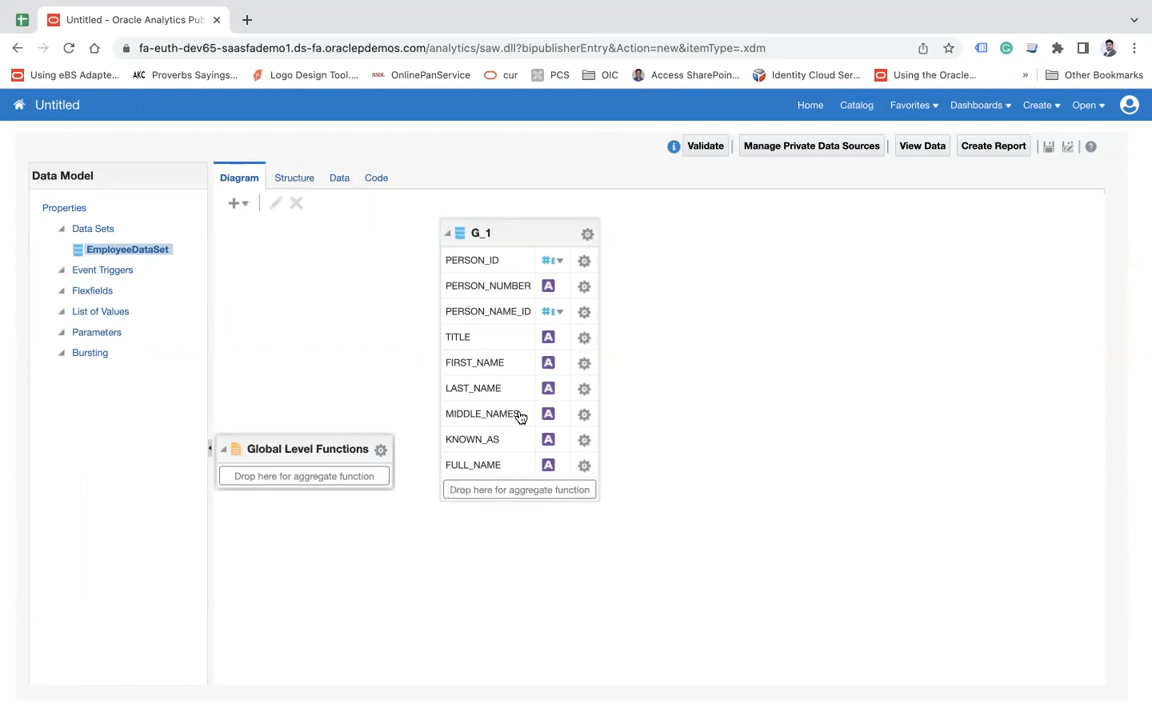 Untitled - Oracle Analytics Pub
fa-euth-dev65-saasfademo1.ds-fa.oraclepdemos.com/analytics/saw.dll?bipublisherEntry&Action=new&itemType=.xdm
Using eBS Adapte... AKC Proverbs Sayings... Logo Design Tool.... OnlinePanService cur PCS OIC Access SharePoin... Identity Cloud Ser... Using the Oracle... » Other Bookmarks
Untitled Home Catalog Favorites Dashboards Create Open
Validate Manage Private Data Sources View Data Create Report
Data Model
Diagram Structure Data Code
Properties
Data Sets
EmployeeDataSet
Event Triggers
Flexfields
List of Values
Parameters
Bursting
G_1
PERSON_ID
PERSON_NUMBER A
PERSON_NAME_ID
TITLE A
FIRST_NAME A
LAST_NAME A
MIDDLE_NAMES A
KNOWN_AS A
FULL_NAME A
Drop here for aggregate function
Global Level Functions
Drop here for aggregate function